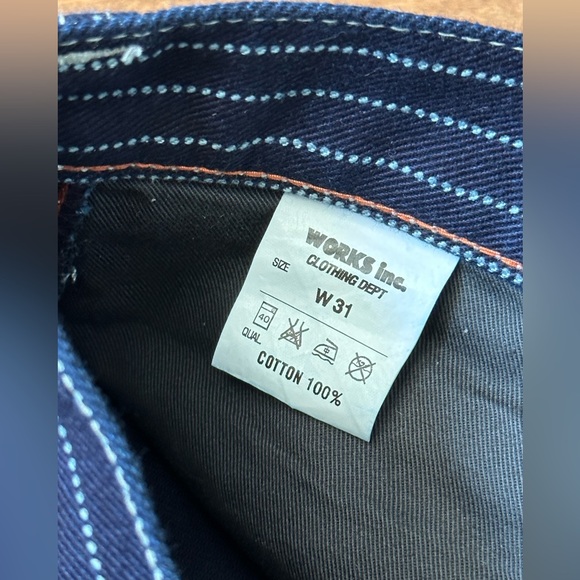 WORKS inc.
CLOTHING DEPT
SIZE
W 31
40
QUAL
COTTON 100%